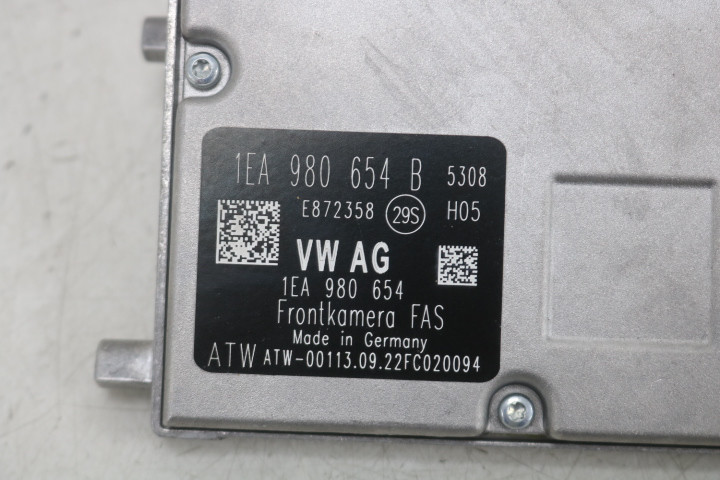 1EA 980 654 B 5308
E872358 29S H05
VW AG
1EA 980 654
Frontkamera FAS
Made in Germany
ATW ATW-00113.09.22FC020094